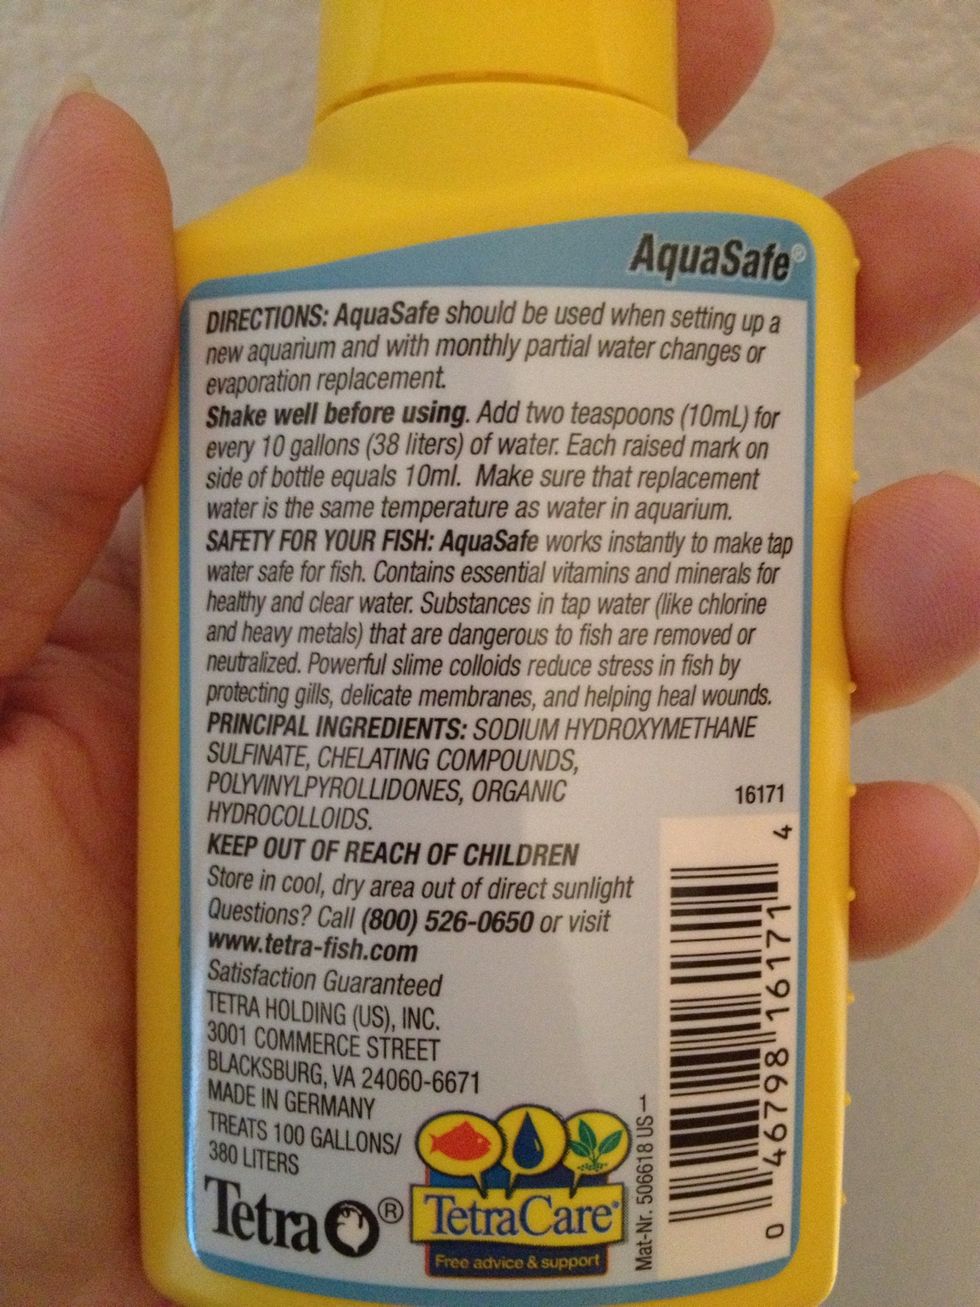 AquaSafe®
DIRECTIONS: AquaSafe should be used when setting up a
new aquarium and with monthly partial water changes or
evaporation replacement.
Shake well before using. Add two teaspoons (10mL) for
every 10 gallons (38 liters) of water. Each raised mark on
side of bottle equals 10ml. Make sure that replacement
water is the same temperature as water in aquarium.
SAFETY FOR YOUR FISH: AquaSafe works instantly to make tap
water safe for fish. Contains essential vitamins and minerals for
healthy and clear water. Substances in tap water (like chlorine
and heavy metals) that are dangerous to fish are removed or
neutralized. Powerful slime colloids reduce stress in fish by
protecting gills, delicate membranes, and helping heal wounds.
PRINCIPAL INGREDIENTS: SODIUM HYDROXYMETHANE
SULFINATE, CHELATING COMPOUNDS,
POLYVINYLPYROLLIDONES, ORGANIC
HYDROCOLLOIDS.
16171
KEEP OUT OF REACH OF CHILDREN
Store in cool, dry area out of direct sunlight
Questions? Call (800) 526-0650 or visit
www.tetra-fish.com
Satisfaction Guaranteed
TETRA HOLDING (US), INC.
3001 COMMERCE STREET
BLACKSBURG, VA 24060-6671
MADE IN GERMANY
TREATS 100 GALLONS/
380 LITERS
Tetra®
TetraCare®
Free advice & support
Mat-Nr. 506618 US-1
0 46798 16171 4